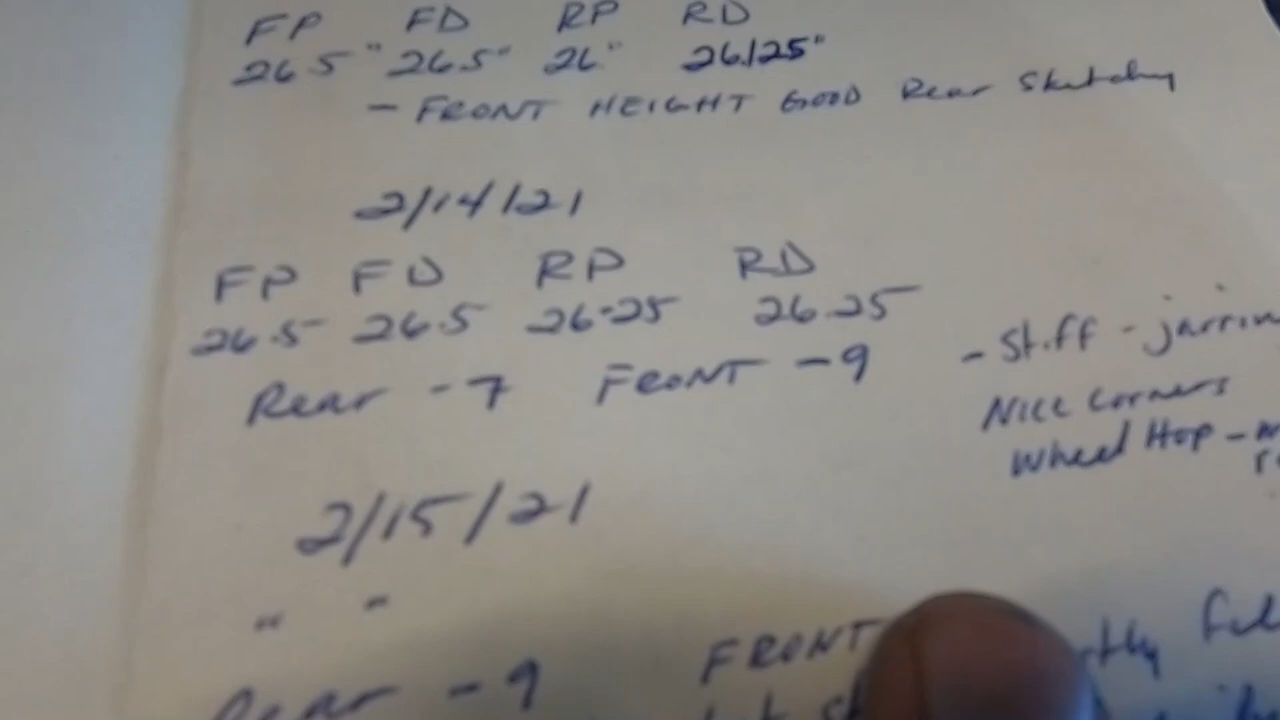 FP FD RP RD
26.5" 26.5" 26" 26.125"
- FRONT HEIGHT GOOD Rear Sketchy
2/14/21
FP FD RP RD
26.5 26.5 26.25 26.25
Rear -7 FRONT -9 - Stiff -
Nice Corners
Wheel Hop -
2/15/21
" "
Rear -9 FRONT